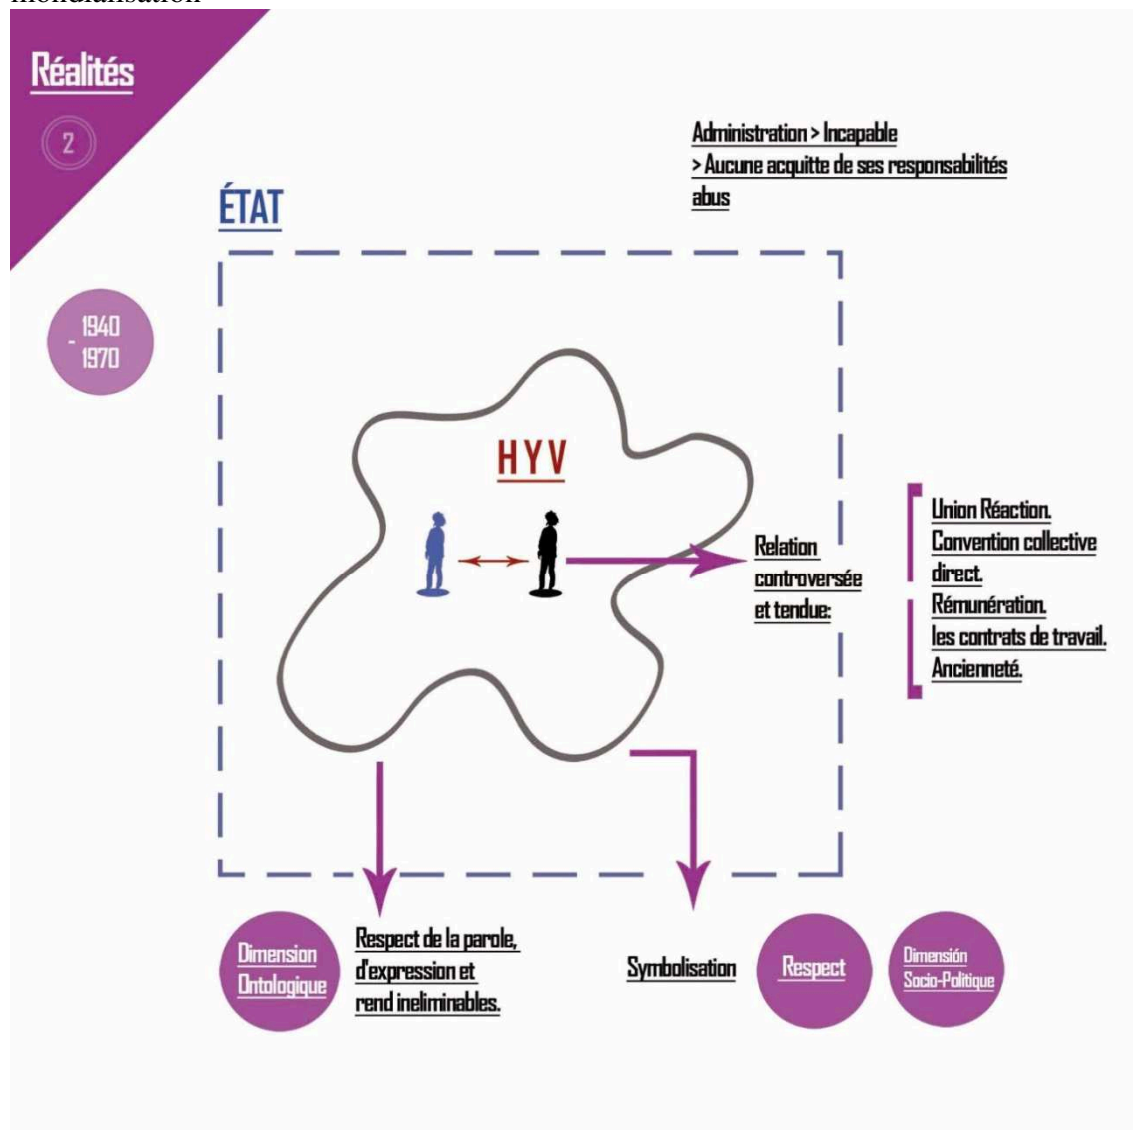 mondialisation
Réalités
2
Administration > Incapable
> Aucune acquitte de ses responsabilités
abus
ÉTAT
1940
- 1970
HYV
Relation
controversée
et tendue:
Union Réaction.
Convention collective
direct.
Rémunération.
les contrats de travail.
Ancienneté.
Dimension
Ontologique
Respect de la parole,
d'expression et
rend ineliminables.
Symbolisation
Respect
Dimensión
Socio-Politique